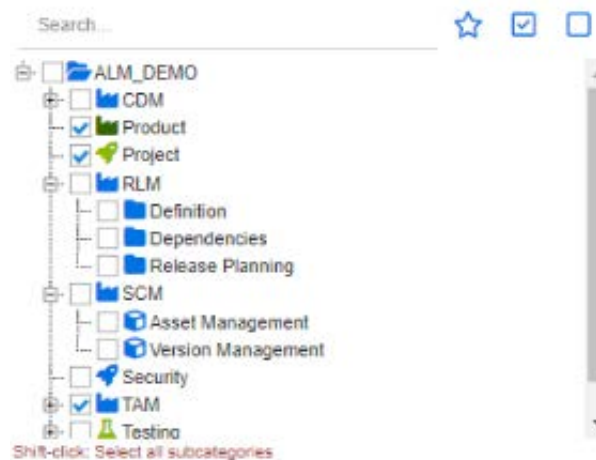 Search...
ALM_DEMO
CDM
Product
Project
RLM
Definition
Dependencies
Release Planning
SCM
Asset Management
Version Management
Security
TAM
Testing
Shift-click: Select all subcategories